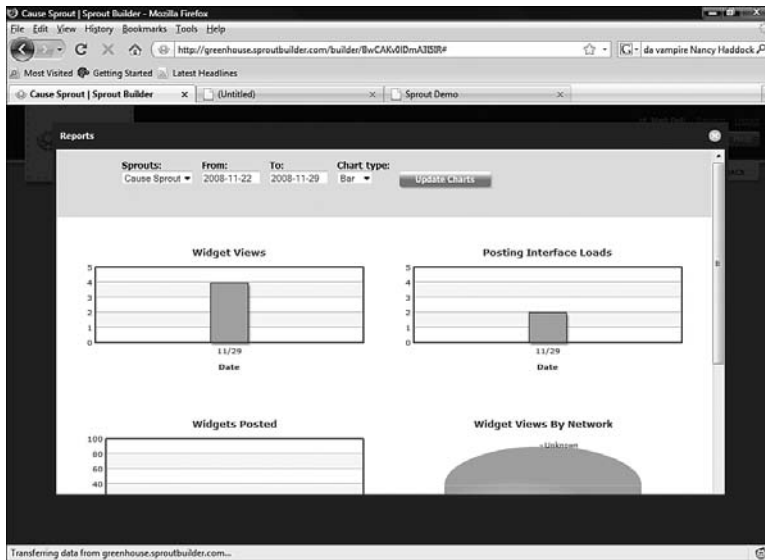 Cause Sprout | Sprout Builder - Mozilla Firefox
File Edit View History Bookmarks Tools Help
http://greenhouse.sproutbuilder.com/builder/
da vampire Nancy Haddock
Most Visited Getting Started Latest Headlines
Cause Sprout | Sprout Builder x (Untitled) x Sprout Demo x
Reports
Sprouts: From: To: Chart type:
Cause Sprout 2008-11-22 2008-11-29 Bar Update Charts
Widget Views
5
4
3
2
1
0
11/29
Date
Posting Interface Loads
5
4
3
2
1
0
11/29
Date
Widgets Posted
100
80
60
40
Widget Views By Network
Unknown
Transferring data from greenhouse.sproutbuilder.com...